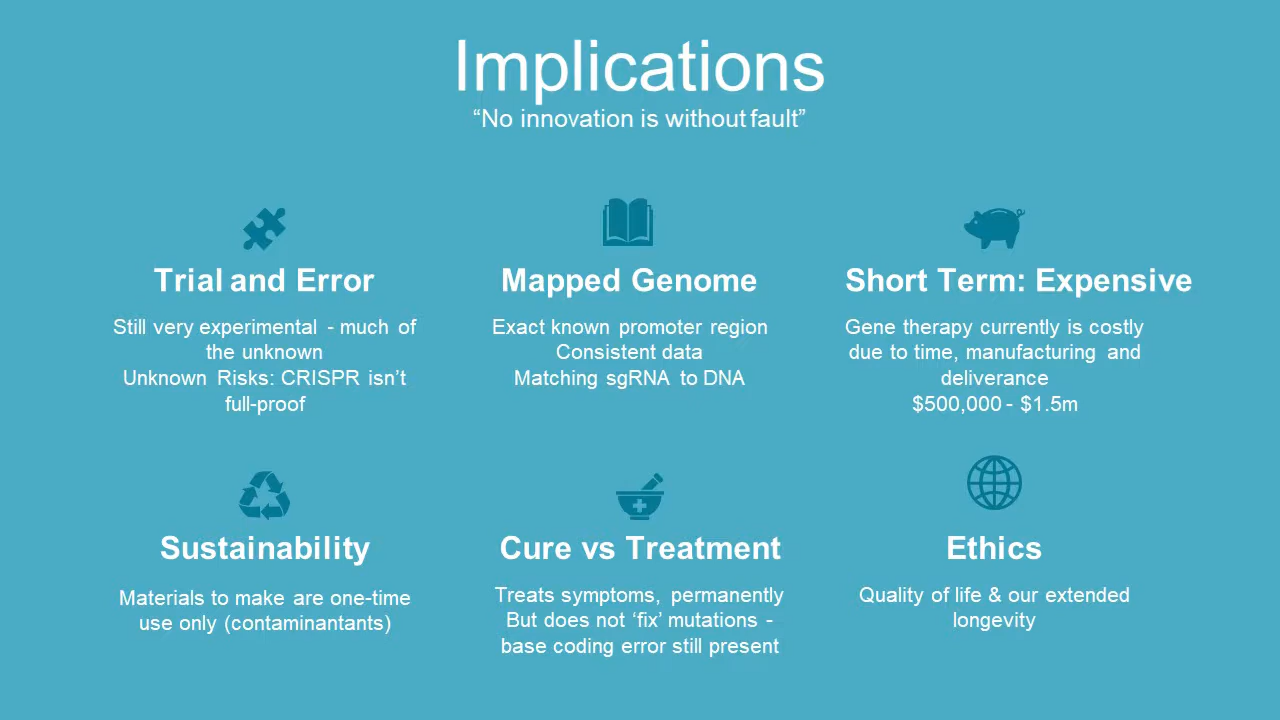 Implications
“No innovation is without fault”
Trial and Error
Still very experimental - much of
the unknown
Unknown Risks: CRISPR isn’t
full-proof
Mapped Genome
Exact known promoter region
Consistent data
Matching sgRNA to DNA
Short Term: Expensive
Gene therapy currently is costly
due to time, manufacturing and
deliverance
$500,000 - $1.5m
Sustainability
Materials to make are one-time
use only (contaminantants)
Cure vs Treatment
Treats symptoms, permanently
But does not ‘fix’ mutations -
base coding error still present
Ethics
Quality of life & our extended
longevity